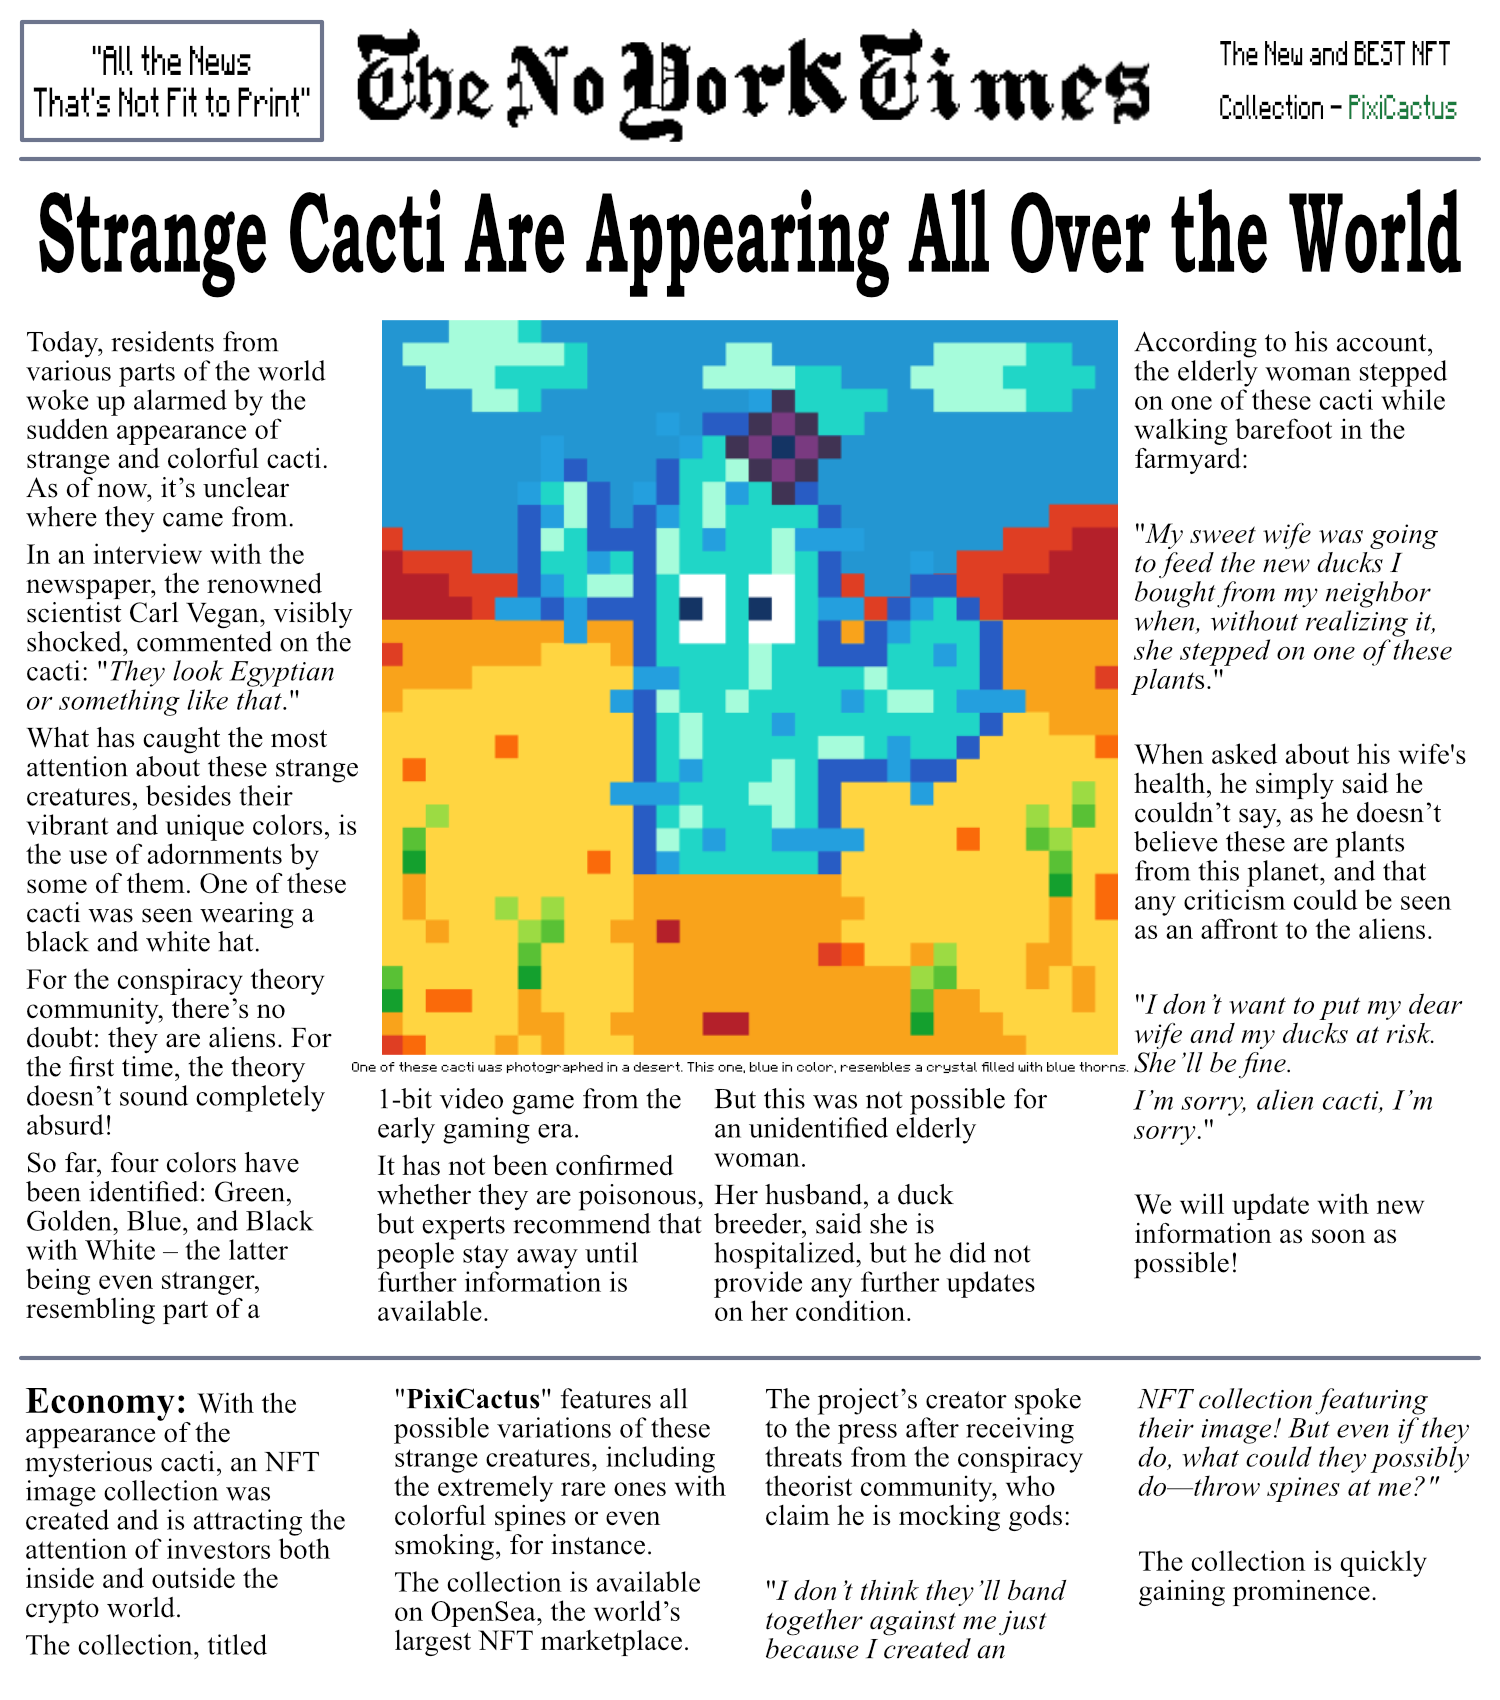 "All the News
That's Not Fit to Print"
The No York Times
The New and BEST NFT
Collection - PixiCactus
Strange Cacti Are Appearing All Over the World
Today, residents from
various parts of the world
woke up alarmed by the
sudden appearance of
strange and colorful cacti.
As of now, it’s unclear
where they came from.
In an interview with the
newspaper, the renowned
scientist Carl Vegan, visibly
shocked, commented on the
cacti: "They look Egyptian
or something like that."
What has caught the most
attention about these strange
creatures, besides their
vibrant and unique colors, is
the use of adornments by
some of them. One of these
cacti was seen wearing a
black and white hat.
For the conspiracy theory
community, there’s no
doubt: they are aliens. For
the first time, the theory
doesn’t sound completely
absurd!
So far, four colors have
been identified: Green,
Golden, Blue, and Black
with White – the latter
being even stranger,
resembling part of a
One of these cacti was photographed in a desert. This one, blue in color, resembles a crystal filled with blue thorns.
1-bit video game from the
early gaming era.
It has not been confirmed
whether they are poisonous,
but experts recommend that
people stay away until
further information is
available.
But this was not possible for
an unidentified elderly
woman.
Her husband, a duck
breeder, said she is
hospitalized, but he did not
provide any further updates
on her condition.
According to his account,
the elderly woman stepped
on one of these cacti while
walking barefoot in the
farmyard:
"My sweet wife was going
to feed the new ducks I
bought from my neighbor
when, without realizing it,
she stepped on one of these
plants."
When asked about his wife's
health, he simply said he
couldn’t say, as he doesn’t
believe these are plants
from this planet, and that
any criticism could be seen
as an affront to the aliens.
"I don’t want to put my dear
wife and my ducks at risk.
She’ll be fine.
I’m sorry, alien cacti, I’m
sorry."
We will update with new
information as soon as
possible!
Economy: With the
appearance of the
mysterious cacti, an NFT
image collection was
created and is attracting the
attention of investors both
inside and outside the
crypto world.
The collection, titled
"PixiCactus" features all
possible variations of these
strange creatures, including
the extremely rare ones with
colorful spines or even
smoking, for instance.
The collection is available
on OpenSea, the world’s
largest NFT marketplace.
The project’s creator spoke
to the press after receiving
threats from the conspiracy
theorist community, who
claim he is mocking gods:
"I don’t think they’ll band
together against me just
because I created an
NFT collection featuring
their image! But even if they
do, what could they possibly
do—throw spines at me?"
The collection is quickly
gaining prominence.